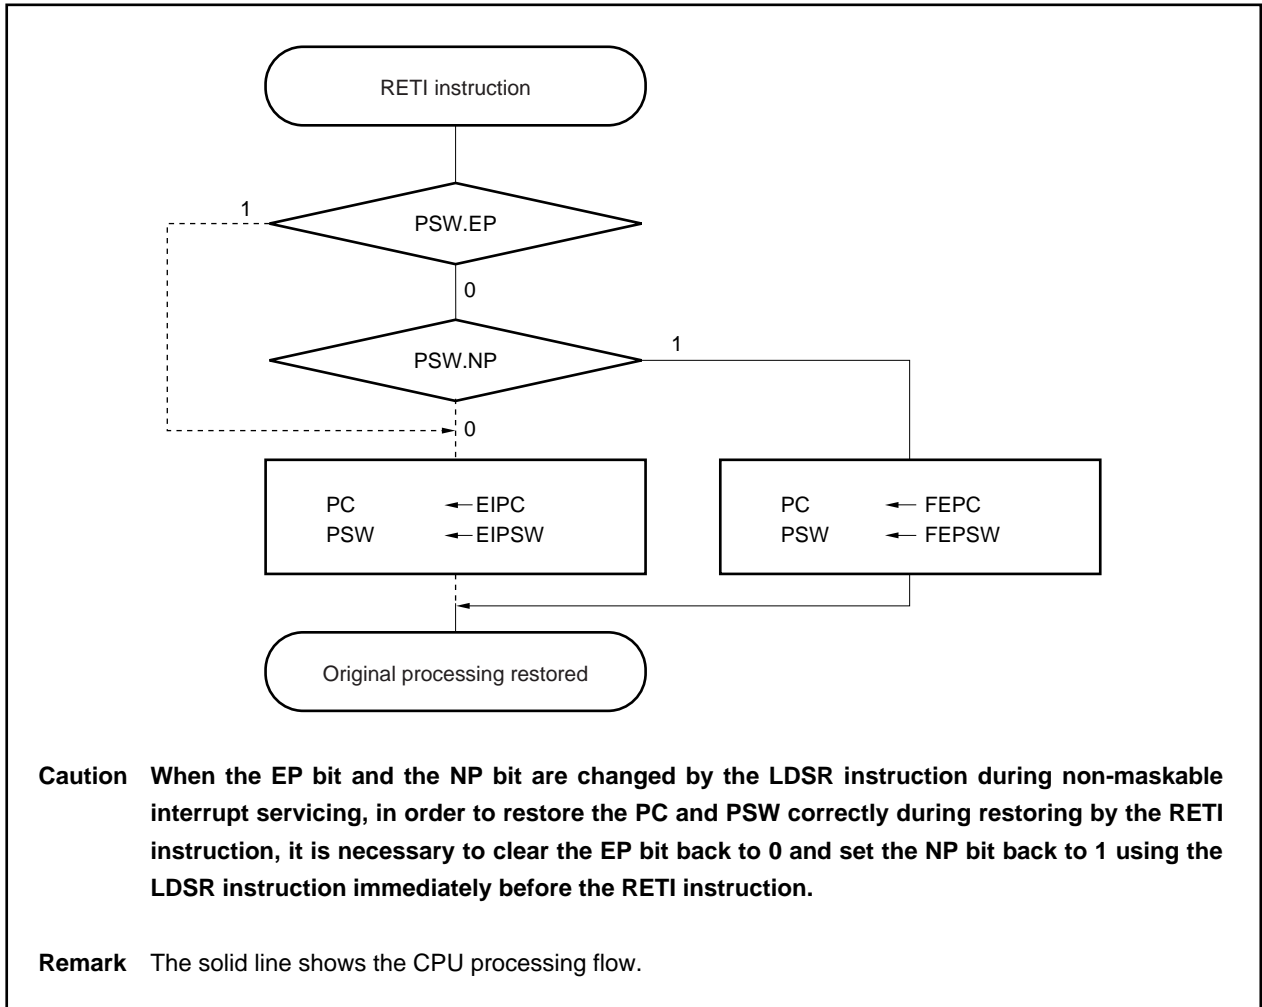 RETI instruction
1
PSW.EP
0
PSW.NP
1
0
PC ← EIPC
PSW ← EIPSW
PC ← FEPC
PSW ← FEPSW
Original processing restored
Caution When the EP bit and the NP bit are changed by the LDSR instruction during non-maskable
interrupt servicing, in order to restore the PC and PSW correctly during restoring by the RETI
instruction, it is necessary to clear the EP bit back to 0 and set the NP bit back to 1 using the
LDSR instruction immediately before the RETI instruction.
Remark The solid line shows the CPU processing flow.